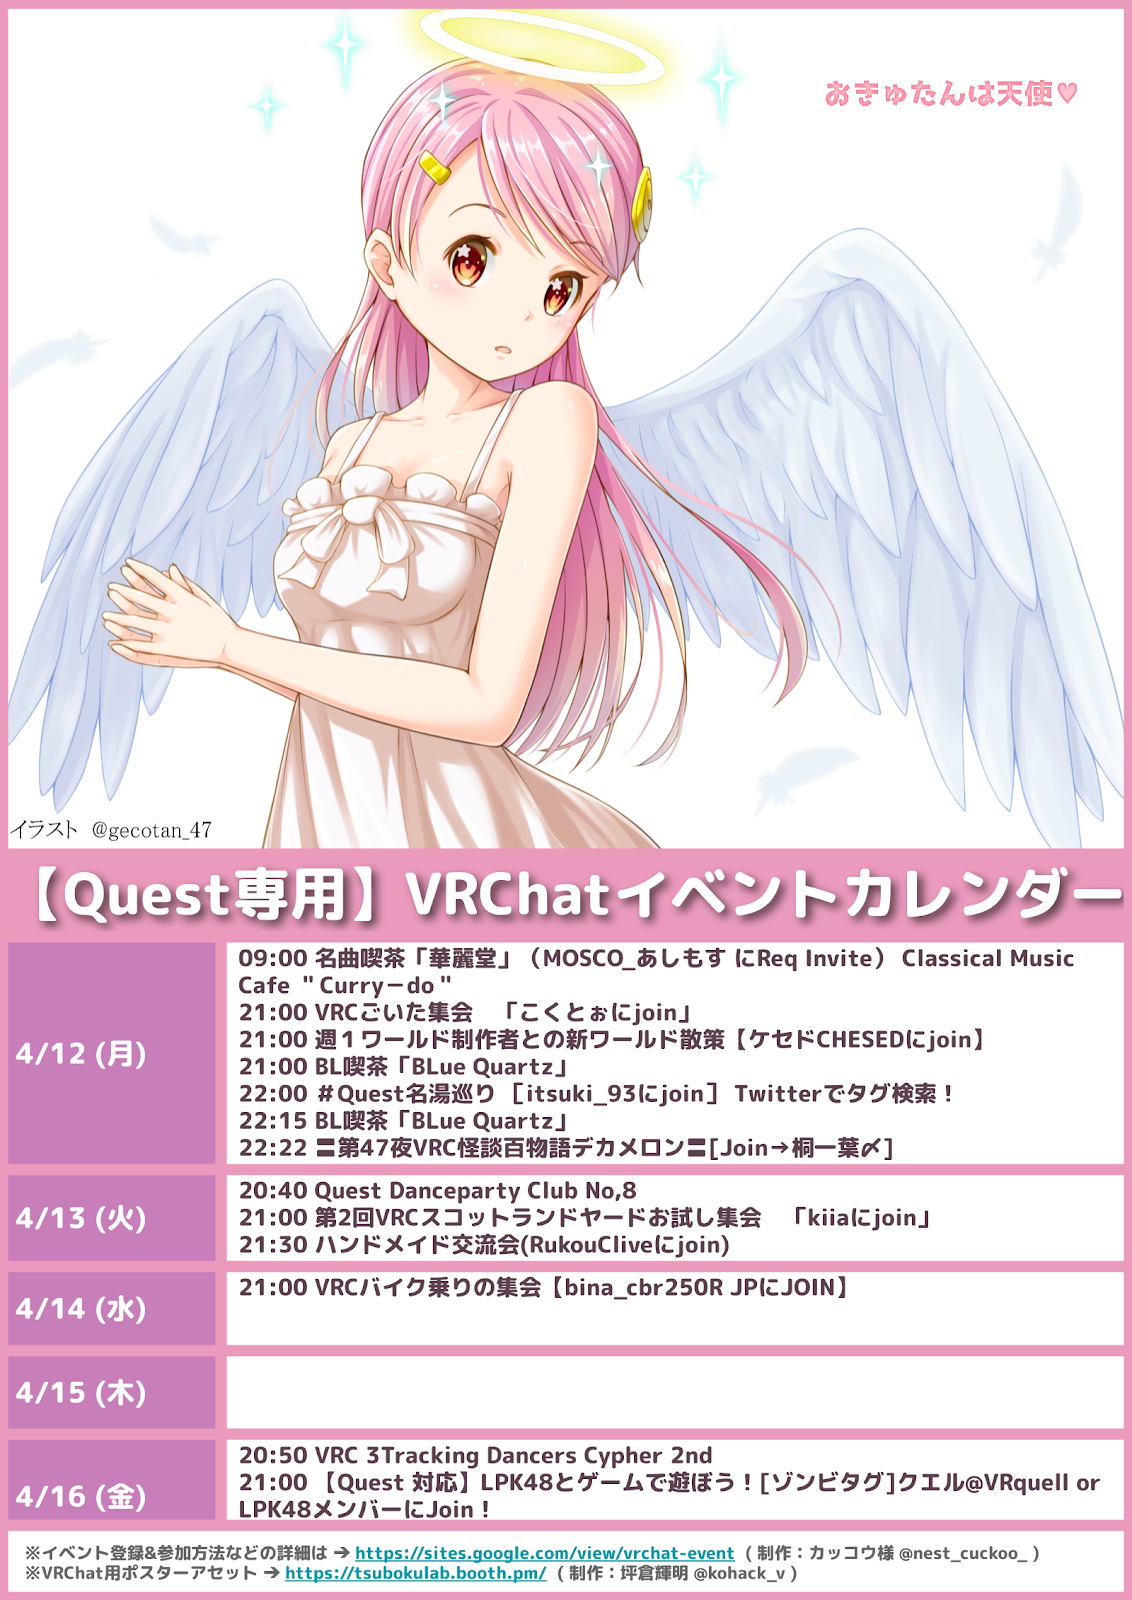 おきゅたんは天使♡
イラスト @gecotan_47
【Quest専用】VRChatイベントカレンダー
4/12 (月)
09:00 名曲喫茶「華麗堂」（MOSCO_あしもす にReq Invite） Classical Music
Cafe ＂Curry－do＂
21:00 VRCごいた集会　「こくとぉにjoin」
21:00 週１ワールド制作者との新ワールド散策【ケセドCHESEDにjoin】
21:00 BL喫茶「BLue Quartz」
22:00 ＃Quest名湯巡り ［itsuki_93にjoin］ Twitterでタグ検索！
22:15 BL喫茶「BLue Quartz」
22:22 〓第47夜VRC怪談百物語デカメロン〓[Join→桐一葉〆]
4/13 (火)
20:40 Quest Danceparty Club No,8
21:00 第2回VRCスコットランドヤードお試し集会　「kiiaにjoin」
21:30 ハンドメイド交流会(RukouCliveにjoin)
4/14 (水)
21:00 VRCバイク乗りの集会【bina_cbr250R JPにJOIN】
4/15 (木)
4/16 (金)
20:50 VRC 3Tracking Dancers Cypher 2nd
21:00 【Quest 対応】LPK48とゲームで遊ぼう！[ゾンビタグ]クエル@VRquell or
LPK48メンバーにJoin！
※イベント登録&参加方法などの詳細は → https://sites.google.com/view/vrchat-event （ 制作：カッコウ様 @nest_cuckoo_ ）
※VRChat用ポスターアセット → https://tsubokulab.booth.pm/ （ 制作：坪倉輝明 @kohack_v ）